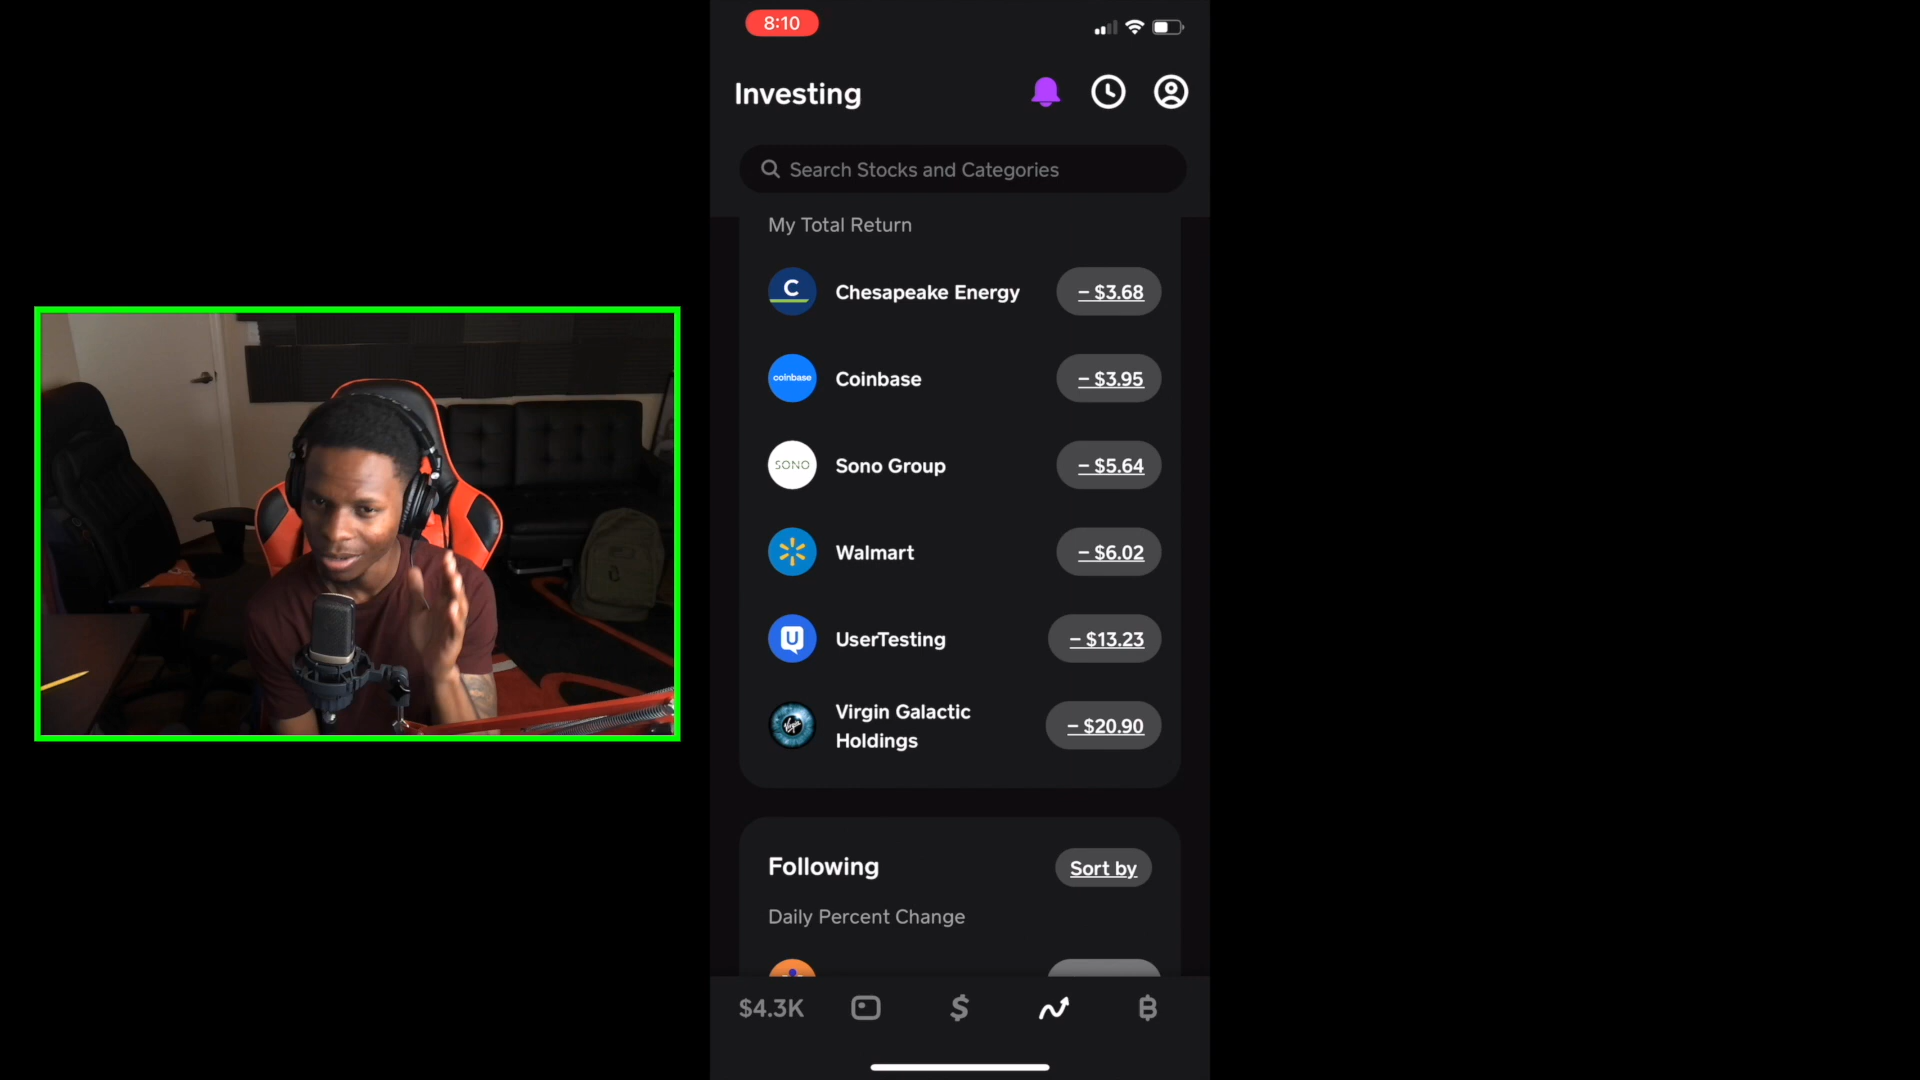 8:10
Investing
Search Stocks and Categories
My Total Return
C
Chesapeake Energy
– $3.68
coinbase
Coinbase
– $3.95
SONO
Sono Group
– $5.64
Walmart
– $6.02
U
UserTesting
– $13.23
Virgin
Virgin Galactic
Holdings
– $20.90
Following
Sort by
Daily Percent Change
$4.3K
$
₿